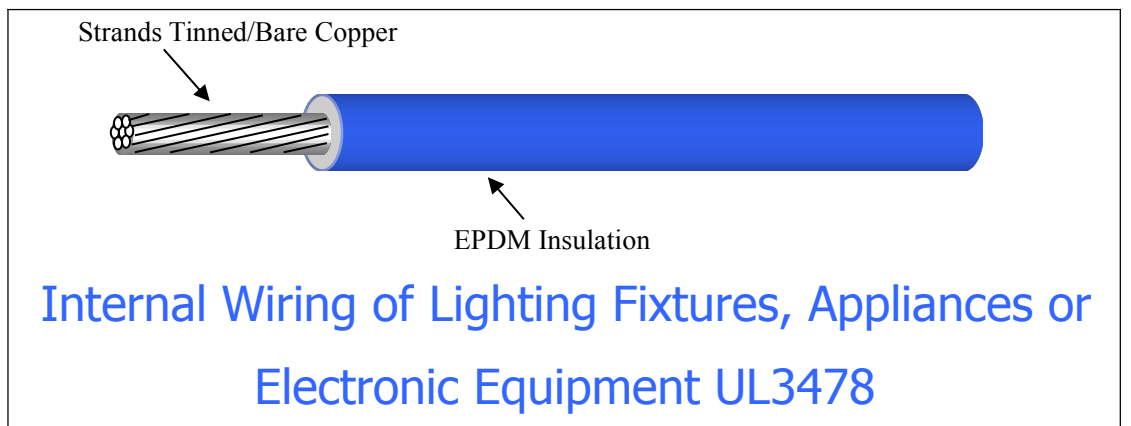 Strands Tinned/Bare Copper
EPDM Insulation
Internal Wiring of Lighting Fixtures, Appliances or
Electronic Equipment UL3478